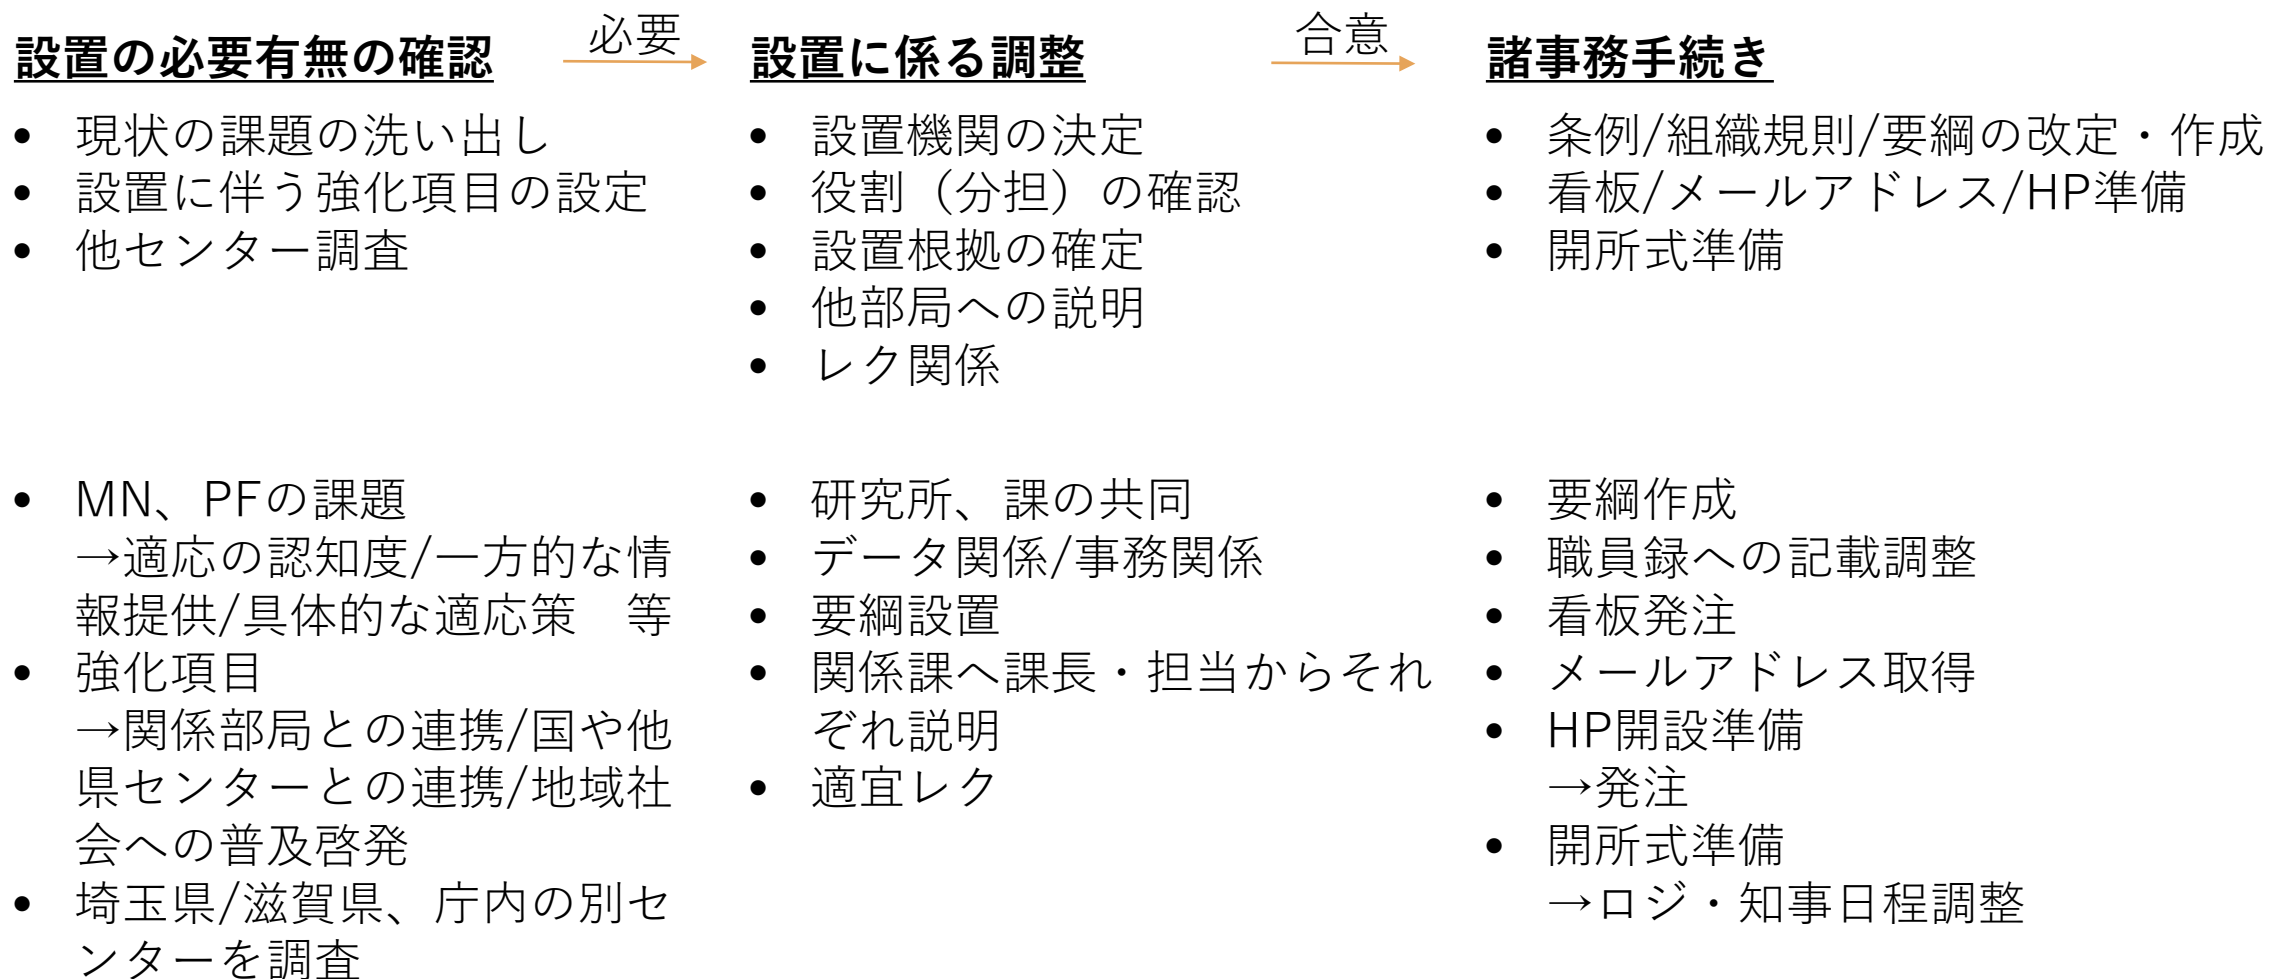 設置の必要有無の確認
必要
設置に係る調整
合意
諸事務手続き
• 現状の課題の洗い出し
• 設置に伴う強化項目の設定
• 他センター調査
• 設置機関の決定
• 役割（分担）の確認
• 設置根拠の確定
• 他部局への説明
• レク関係
• 条例/組織規則/要綱の改定・作成
• 看板/メールアドレス/HP準備
• 開所式準備
• MN、PFの課題
→適応の認知度/一方的な情
報提供/具体的な適応策　等
• 強化項目
→関係部局との連携/国や他
県センターとの連携/地域社
会への普及啓発
• 埼玉県/滋賀県、庁内の別セ
ンターを調査
• 研究所、課の共同
• データ関係/事務関係
• 要綱設置
• 関係課へ課長・担当からそれ
ぞれ説明
• 適宜レク
• 要綱作成
• 職員録への記載調整
• 看板発注
• メールアドレス取得
• HP開設準備
→発注
• 開所式準備
→ロジ・知事日程調整